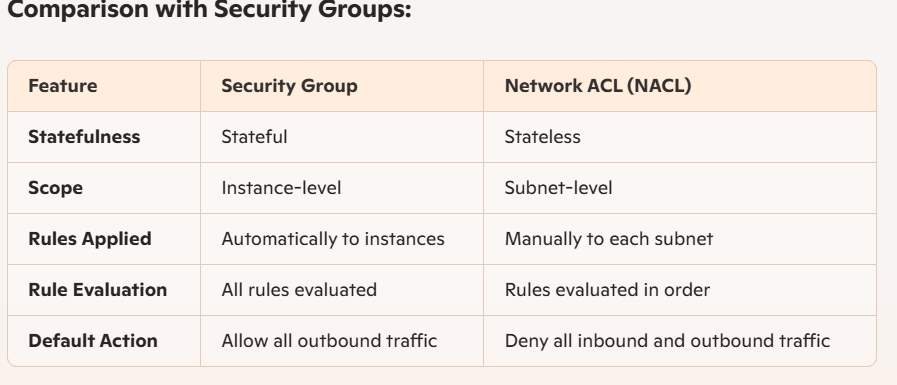 Comparison with Security Groups:
Feature Security Group Network ACL (NACL)
Statefulness Stateful Stateless
Scope Instance-level Subnet-level
Rules Applied Automatically to instances Manually to each subnet
Rule Evaluation All rules evaluated Rules evaluated in order
Default Action Allow all outbound traffic Deny all inbound and outbound traffic